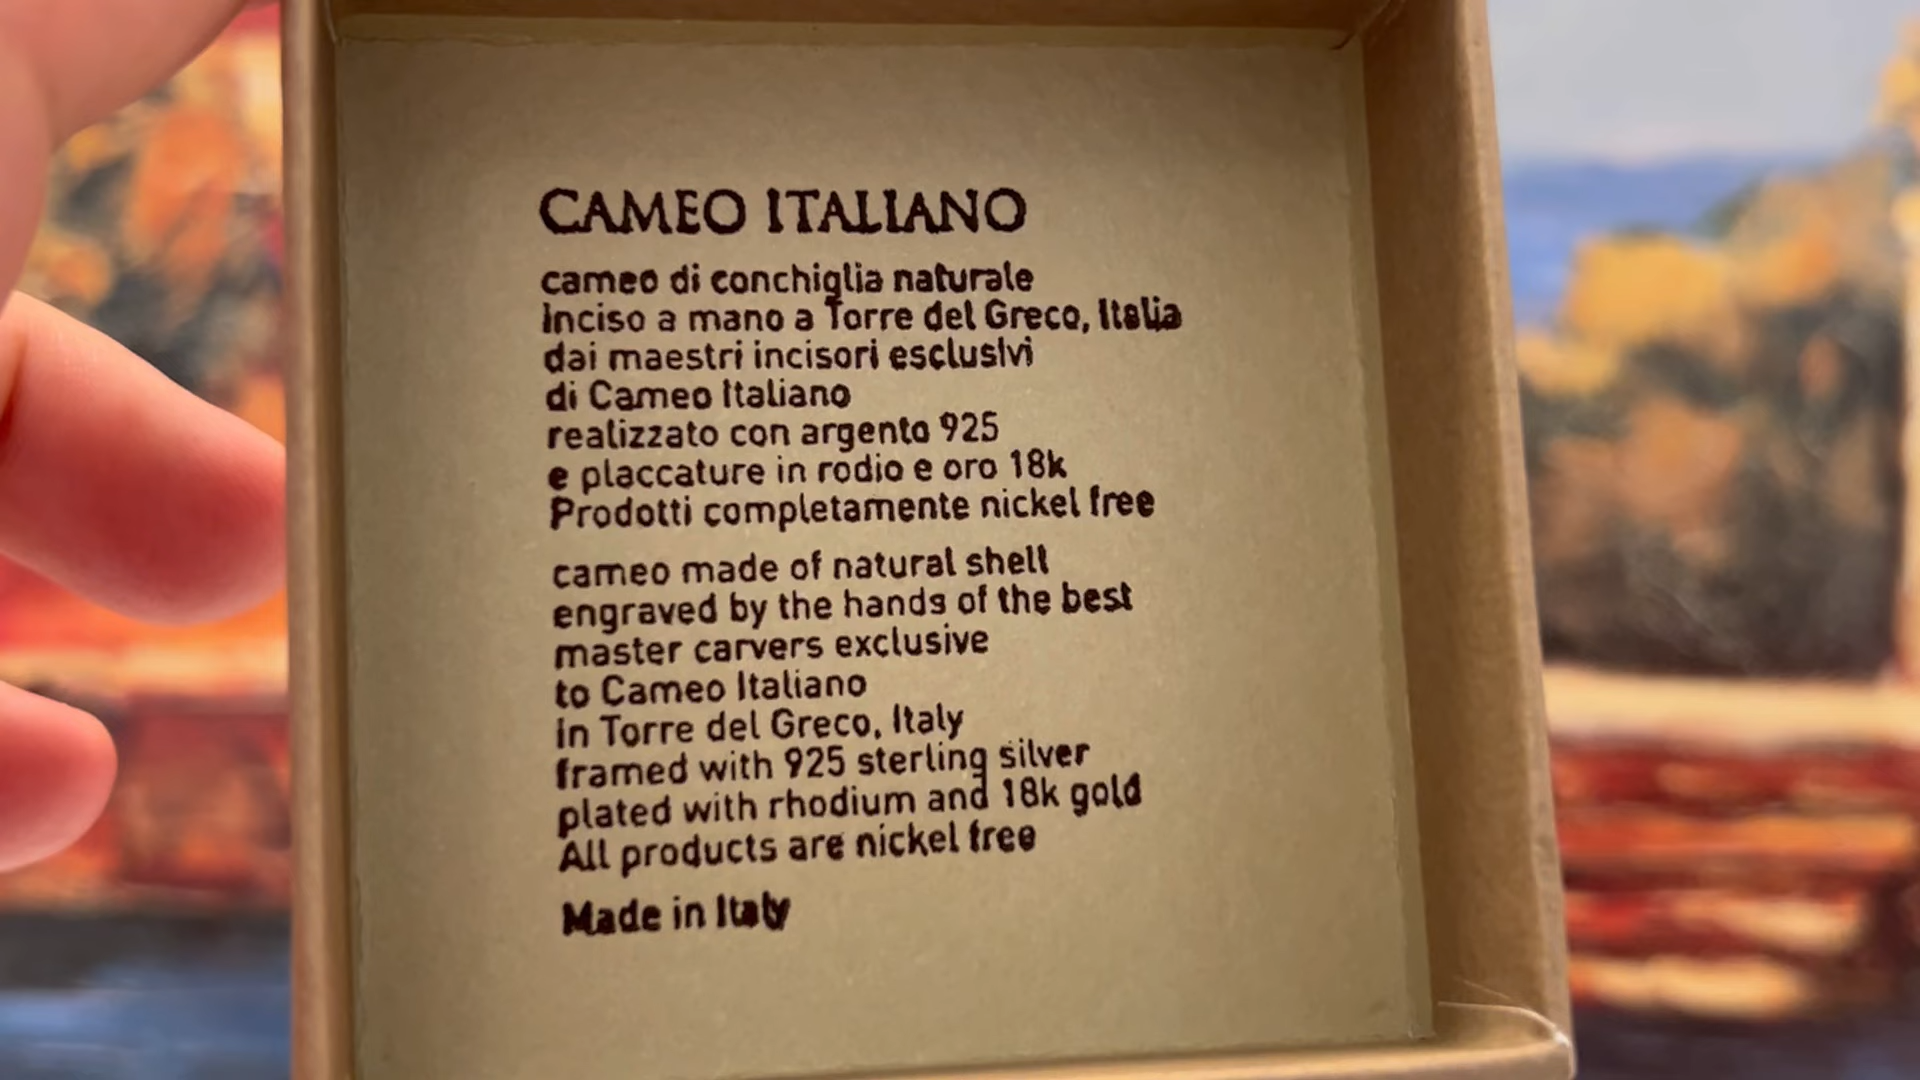 CAMEO ITALIANO
cameo di conchiglia naturale
inciso a mano a Torre del Greco, Italia
dai maestri incisori esclusivi
di Cameo Italiano
realizzato con argento 925
e placcature in rodio e oro 18k
Prodotti completamente nickel free
cameo made of natural shell
engraved by the hands of the best
master carvers exclusive
to Cameo Italiano
in Torre del Greco, Italy
framed with 925 sterling silver
plated with rhodium and 18k gold
All products are nickel free
Made in Italy